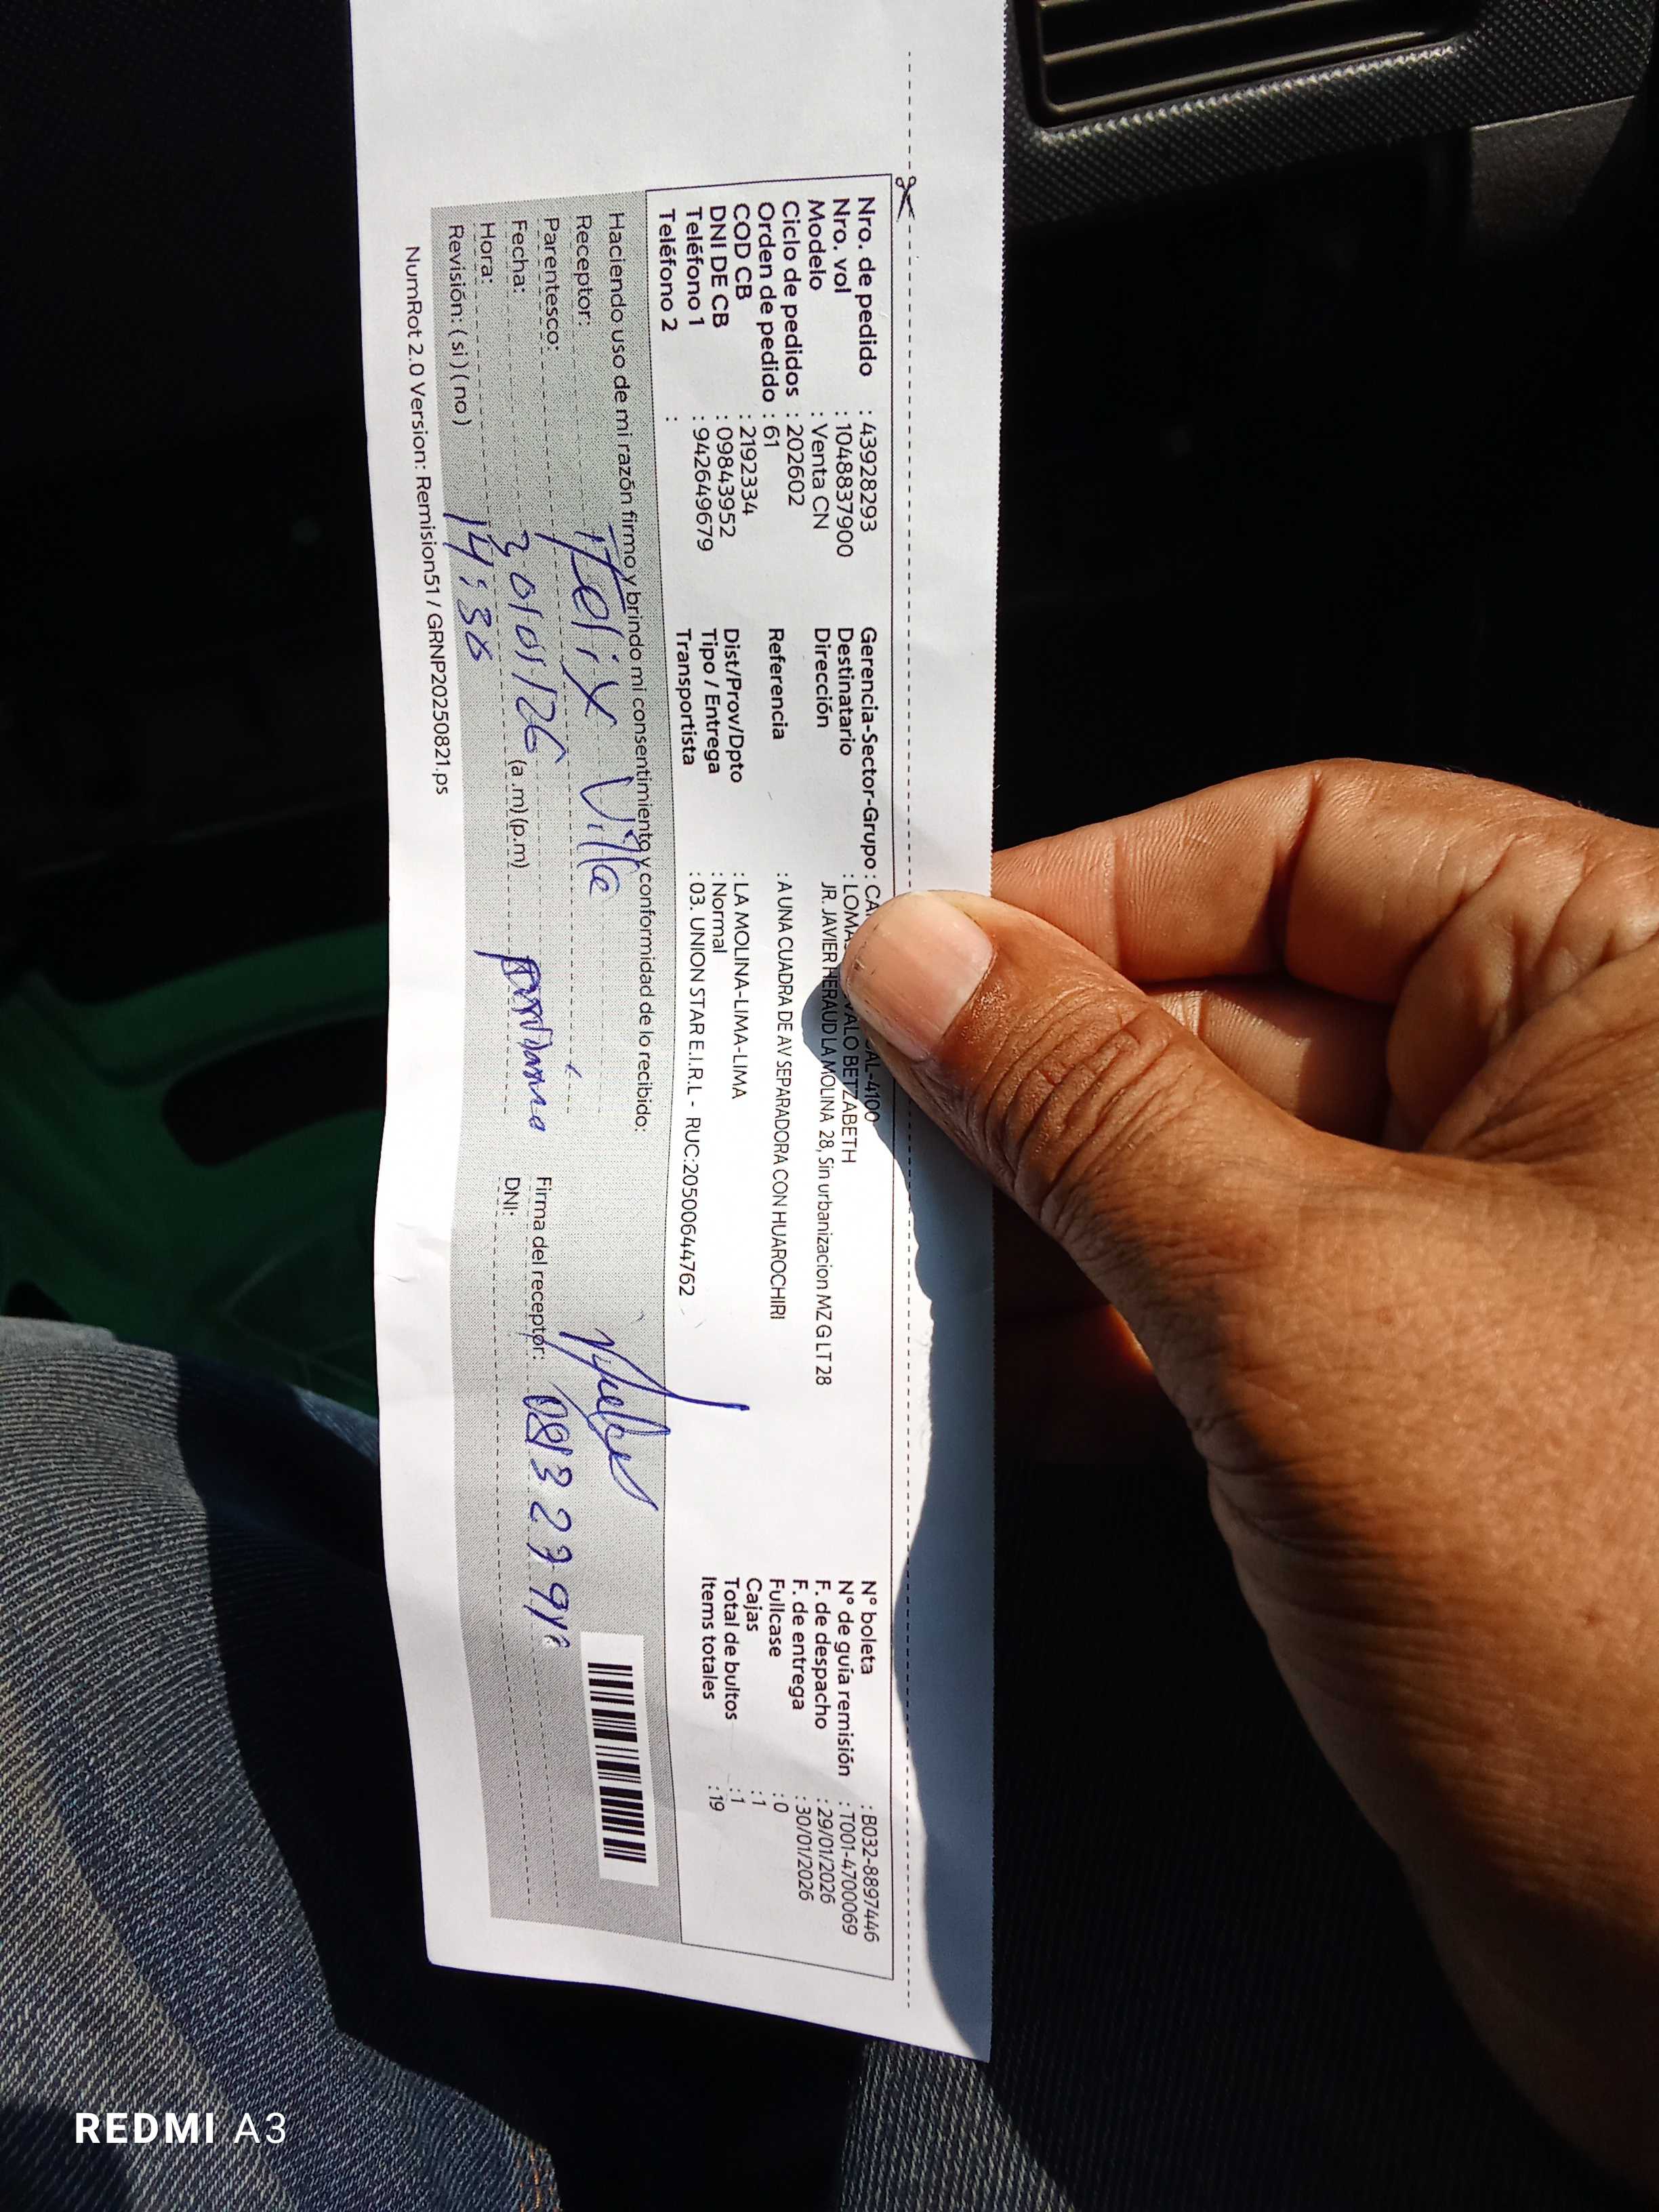 Nro. de pedido : 43928293
Nro. vol : 1048837900
Modelo : Venta CN
Ciclo de pedidos : 202602
Orden de pedido : 61
COD CB : 2192334
DNI DE CB : 09843952
Teléfono 1 : 942649679
Teléfono 2 :
Gerencia-Sector-Grupo : AL-4100
Destinatario : BETZABETH
Dirección JR. JAVIER HERAUD LA MOLINA 28, Sin urbanizacion MZ G LT 28
Referencia : A UNA CUADRA DE AV SEPARADORA CON HUAROCHIRI
Dist/Prov/Dpto : LA MOLINA-LIMA-LIMA
Tipo / Entrega : Normal
Transportista : 03. UNION STAR E.I.R.L - RUC:20500644762
N° boleta : B032-8897446
N° de guía remisión : T001-4700069
F. de despacho : 29/01/2026
F. de entrega : 30/01/2026
Fullcase : 0
Cajas : 1
Total de bultos : 1
Items totales : 19
Haciendo uso de mi razón firmo y brindo mi consentimiento y conformidad de lo recibido:
Receptor: Felix Villa
Parentesco:
Fecha: 30/01/26 (a.m)(p.m)
Hora: 14:36
Revisión: ( si ) ( no )
Firma del receptor:
DNI:
NumRot 2.0 Version: Remision51 / GRNP20250821.ps
REDMI A3